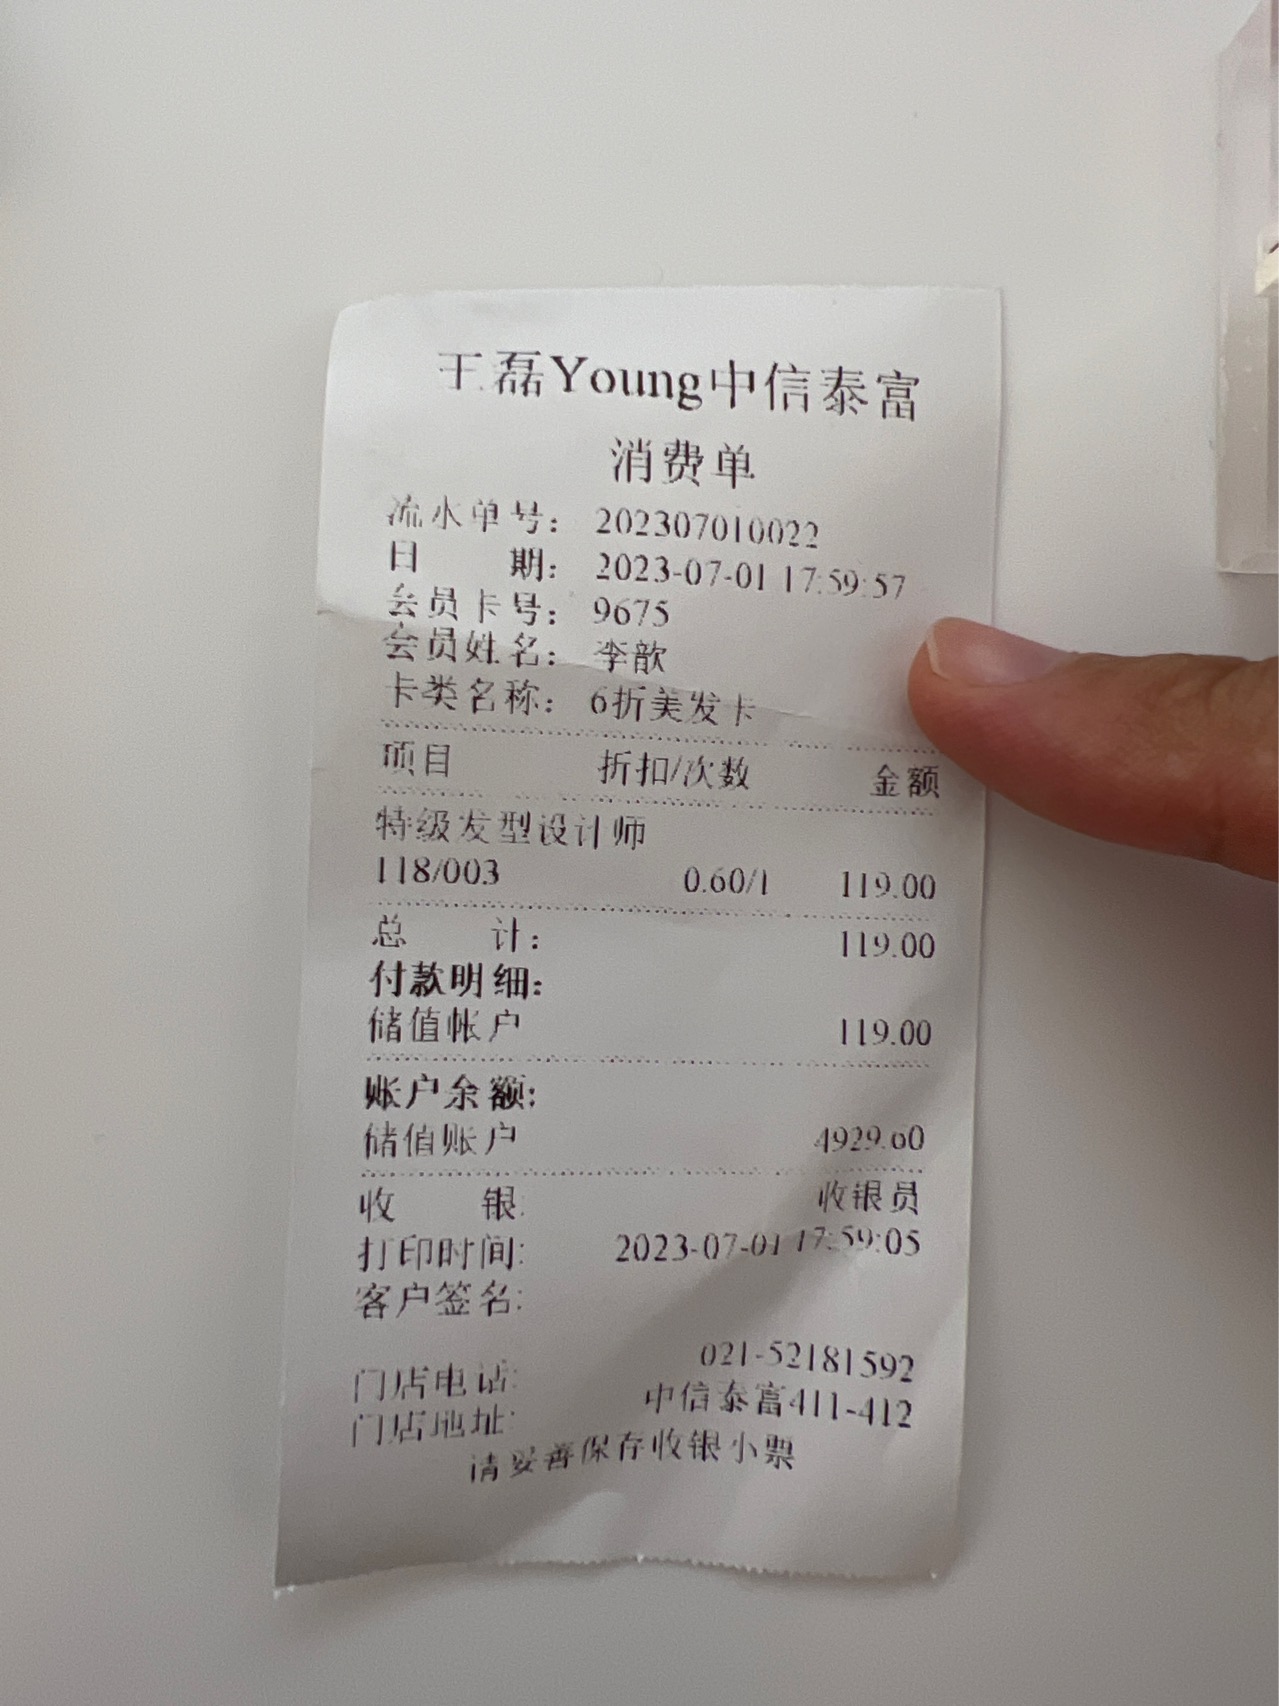 王磊Young中信泰富
消费单
流水单号： 202307010022
日 期： 2023-07-01 17:59:57
会员卡号： 9675
会员姓名： 李歆
卡类名称： 6折美发卡
项目 折扣/次数 金额
特级发型设计师
118/003 0.60/1 119.00
总 计： 119.00
付款明细：
储值帐户 119.00
账户余额：
储值账户 4929.60
收 银: 收银员
打印时间: 2023-07-01 17:59:05
客户签名:
门店电话: 021-52181592
门店地址: 中信泰富411-412
请妥善保存收银小票